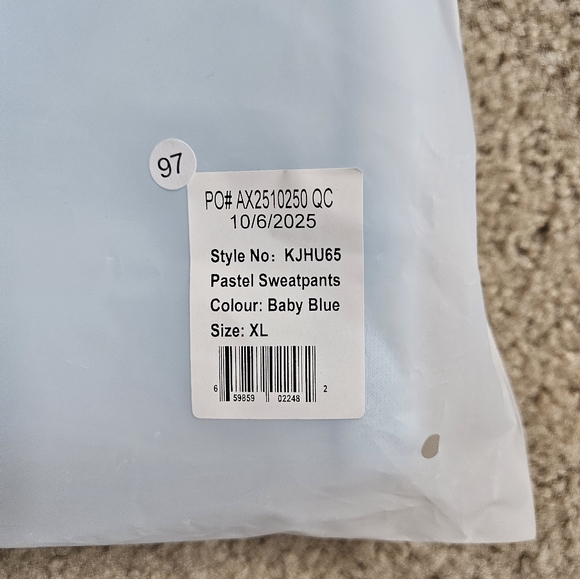 97
PO# AX2510250 QC
10/6/2025
Style No: KJHU65
Pastel Sweatpants
Colour: Baby Blue
Size: XL
6 59859 02248 2